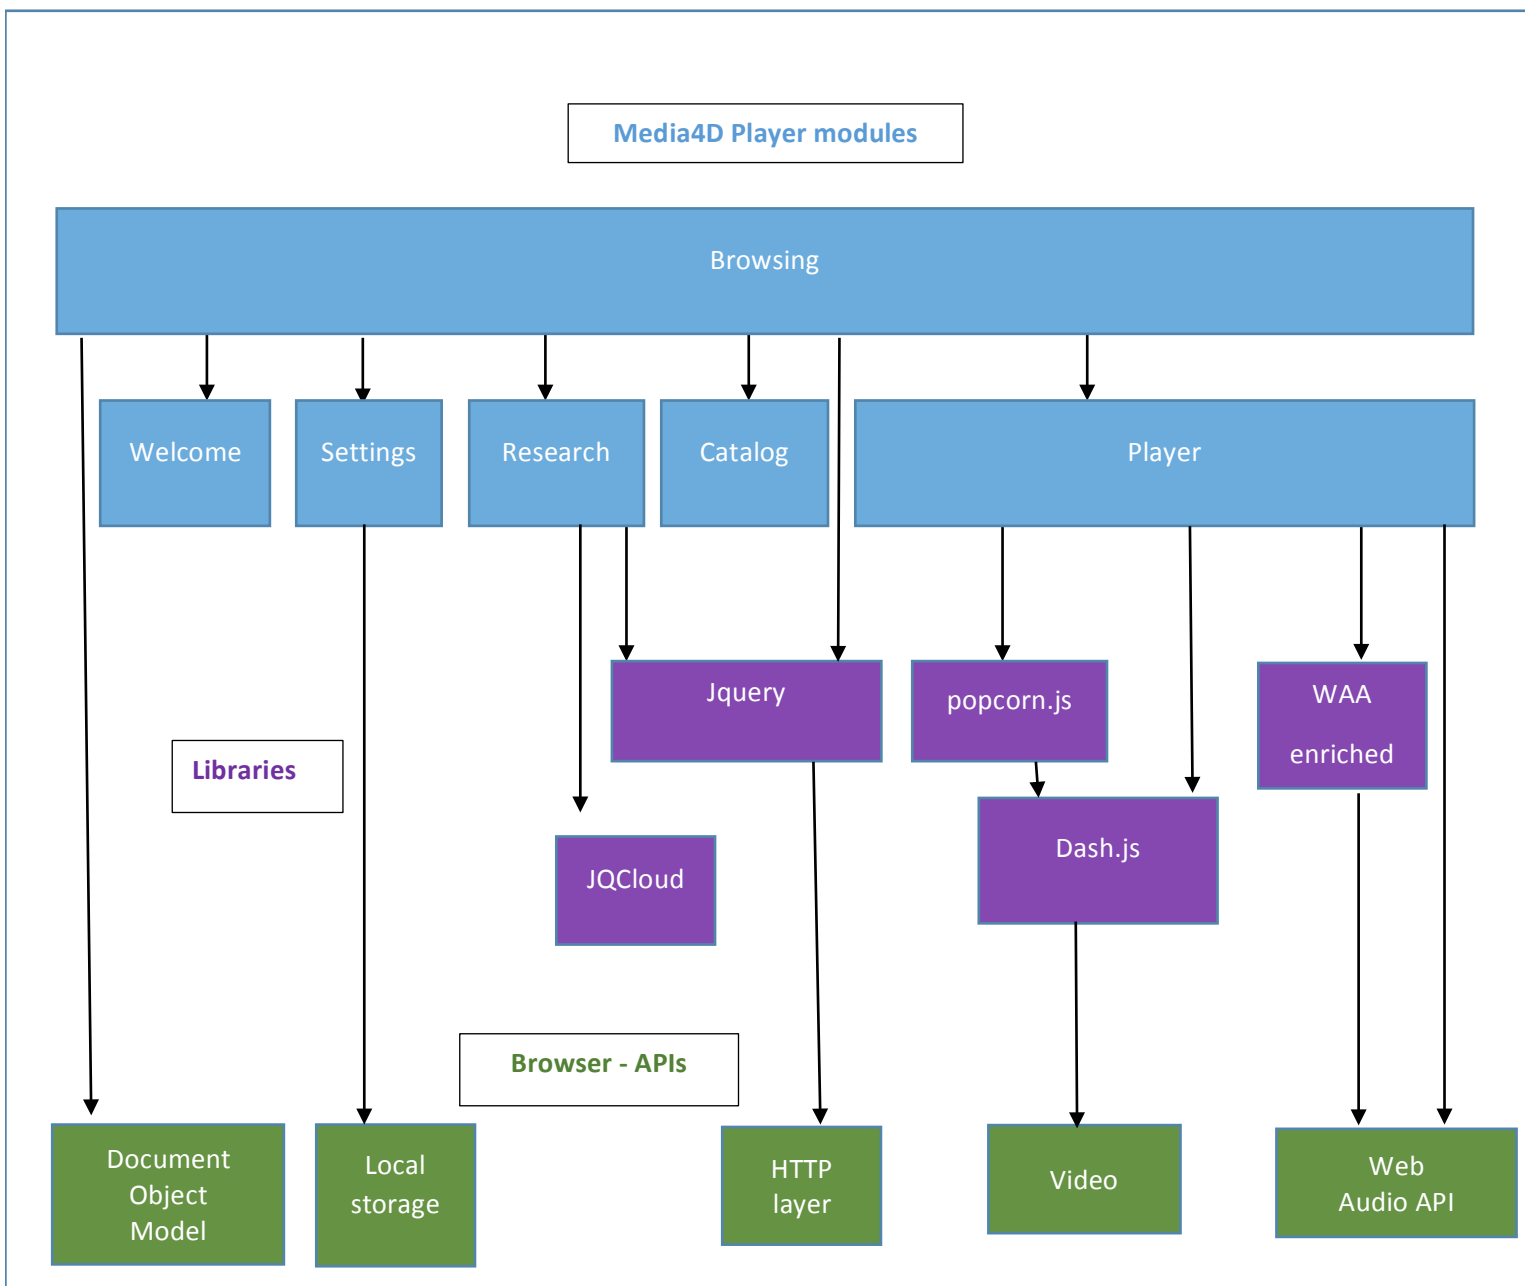 Media4D Player modules
Browsing
Welcome
Settings
Research
Catalog
Player
Jquery
popcorn.js
WAA
enriched
Libraries
Dash.js
JQCloud
Browser - APIs
Document
Object
Model
Local
storage
HTTP
layer
Video
Web
Audio API